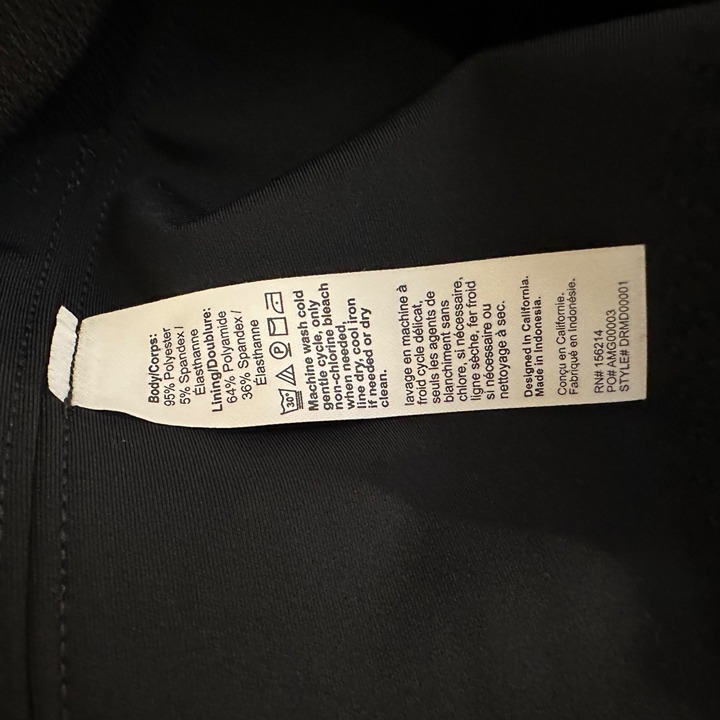 Body/Corps:
95% Polyester
5% Spandex /
Élasthanne
Lining/Doublure:
64% Polyamide
36% Spandex /
Élasthanne
30° P
Machine wash cold
gentle cycle, only
non-chlorine bleach
when needed,
line dry, cool iron
if needed or dry
clean.
lavage en machine à
froid cycle délicat,
seuls les agents de
blanchiment sans
chlore, si nécessaire,
ligne sèche, fer froid
si nécessaire ou
nettoyage à sec.
Designed In California.
Made in Indonesia.
Conçu en Californie.
Fabriqué en Indonésie.
RN# 156214
PO# AMG00003
STYLE# DRMD00001